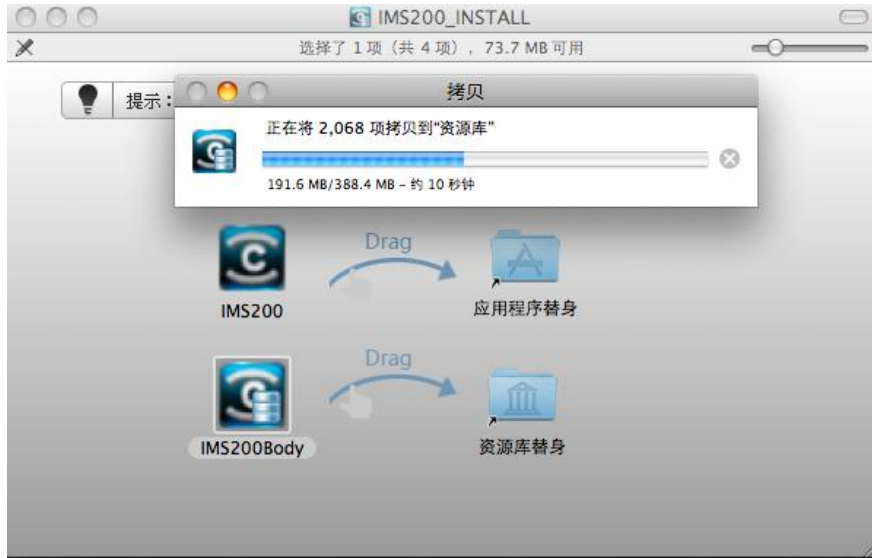 IMS200_INSTALL
选择了 1 项（共 4 项），73.7 MB 可用
提示：
拷贝
正在将 2,068 项拷贝到“资源库”
191.6 MB/388.4 MB – 约 10 秒钟
Drag
IMS200
应用程序替身
Drag
IMS200Body
资源库替身